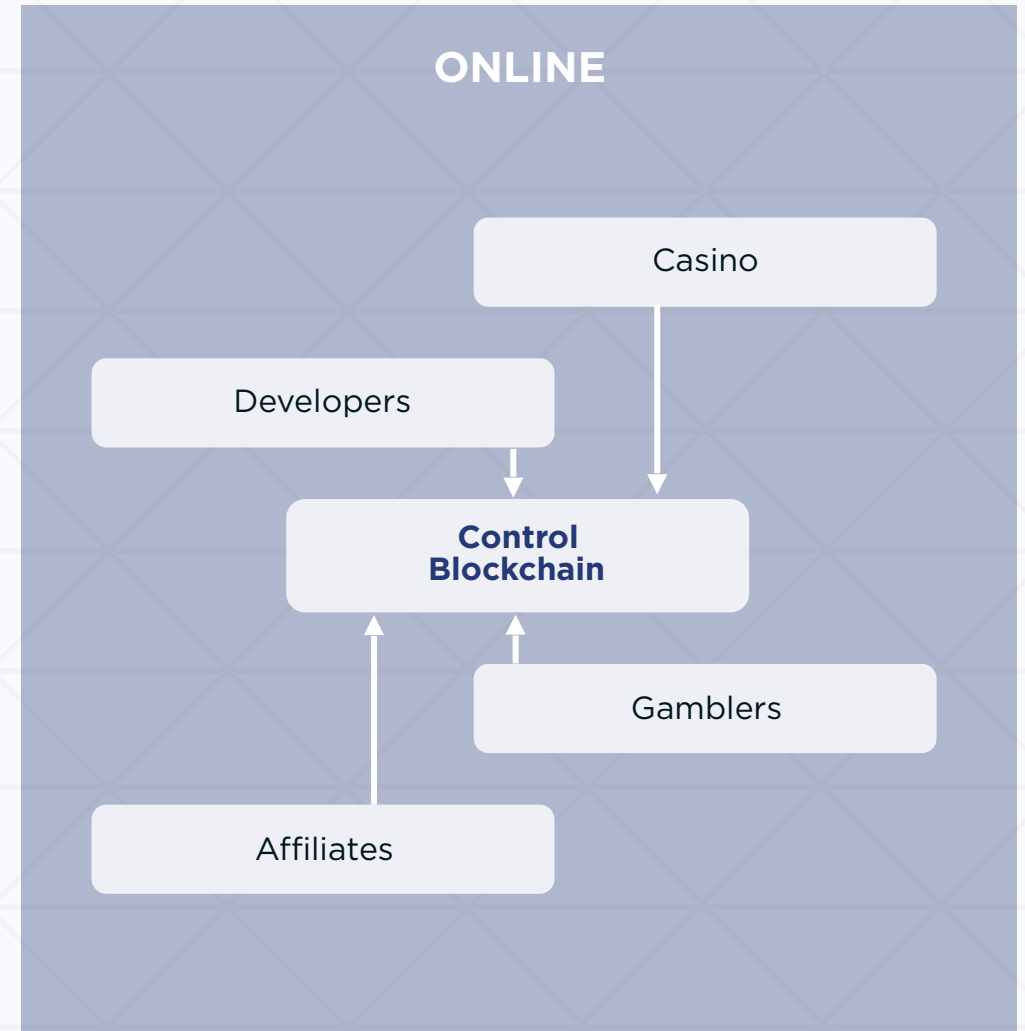 ONLINE
Casino
Developers
Control
Blockchain
Gamblers
Affiliates